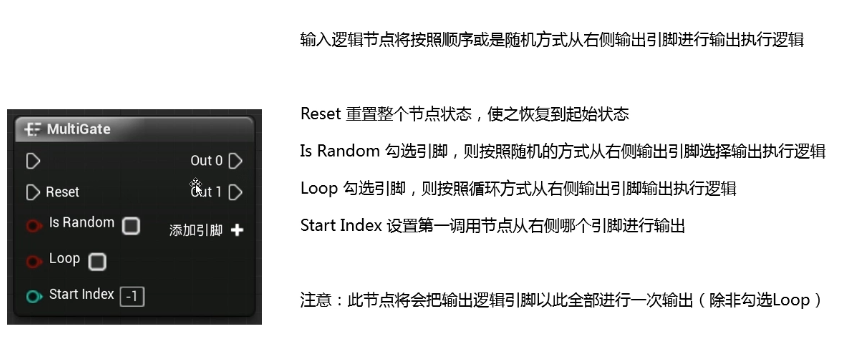 输入逻辑节点将按照顺序或是随机方式从右侧输出引脚进行输出执行逻辑
MultiGate
Out 0
Reset
Out 1
Is Random
添加引脚
Loop
Start Index -1
Reset 重置整个节点状态，使之恢复到起始状态
Is Random 勾选引脚，则按照随机的方式从右侧输出引脚选择输出执行逻辑
Loop 勾选引脚，则按照循环方式从右侧输出引脚输出执行逻辑
Start Index 设置第一调用节点从右侧哪个引脚进行输出
注意：此节点将会把输出逻辑引脚以此全部进行一次输出（除非勾选Loop）